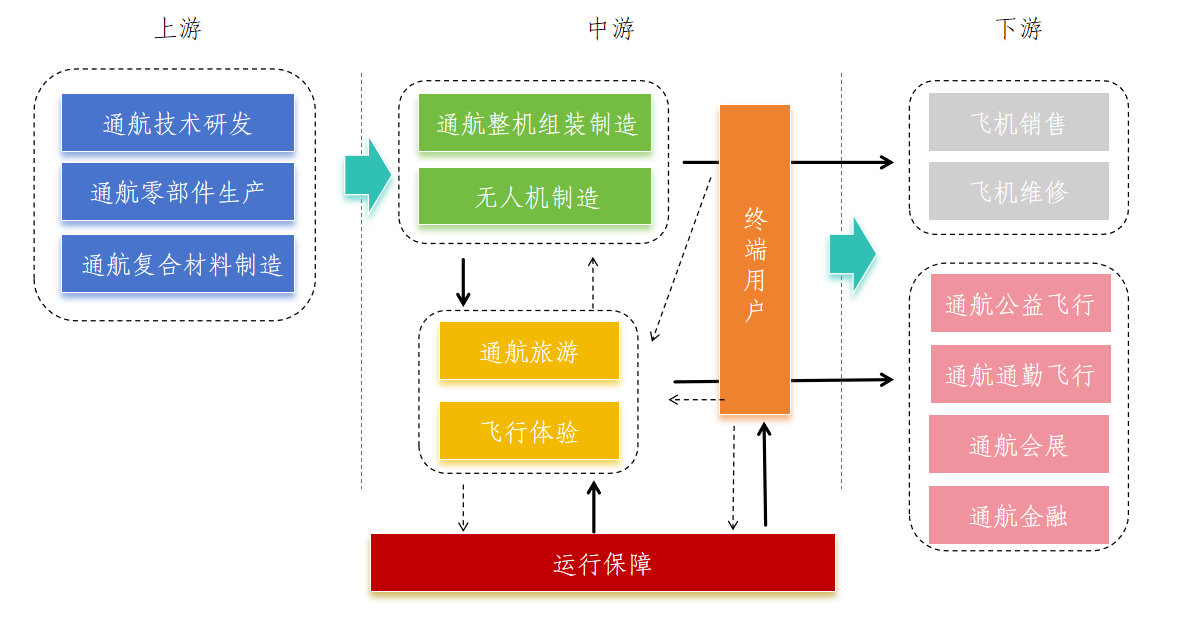 上游
中游
下游
通航技术研发
通航零部件生产
通航复合材料制造
通航整机组装制造
无人机制造
通航旅游
飞行体验
终端用户
运行保障
飞机销售
飞机维修
通航公益飞行
通航通勤飞行
通航会展
通航金融